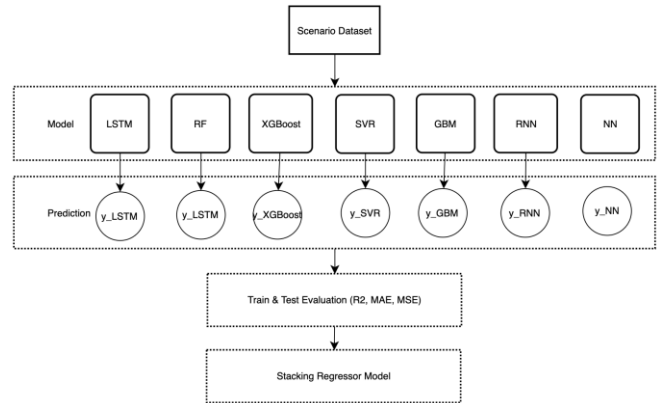 Scenario Dataset
Model LSTM RF XGBoost SVR GBM RNN NN
Prediction y_LSTM y_LSTM y_XGBoost y_SVR y_GBM y_RNN y_NN
Train & Test Evaluation (R2, MAE, MSE)
Stacking Regressor Model